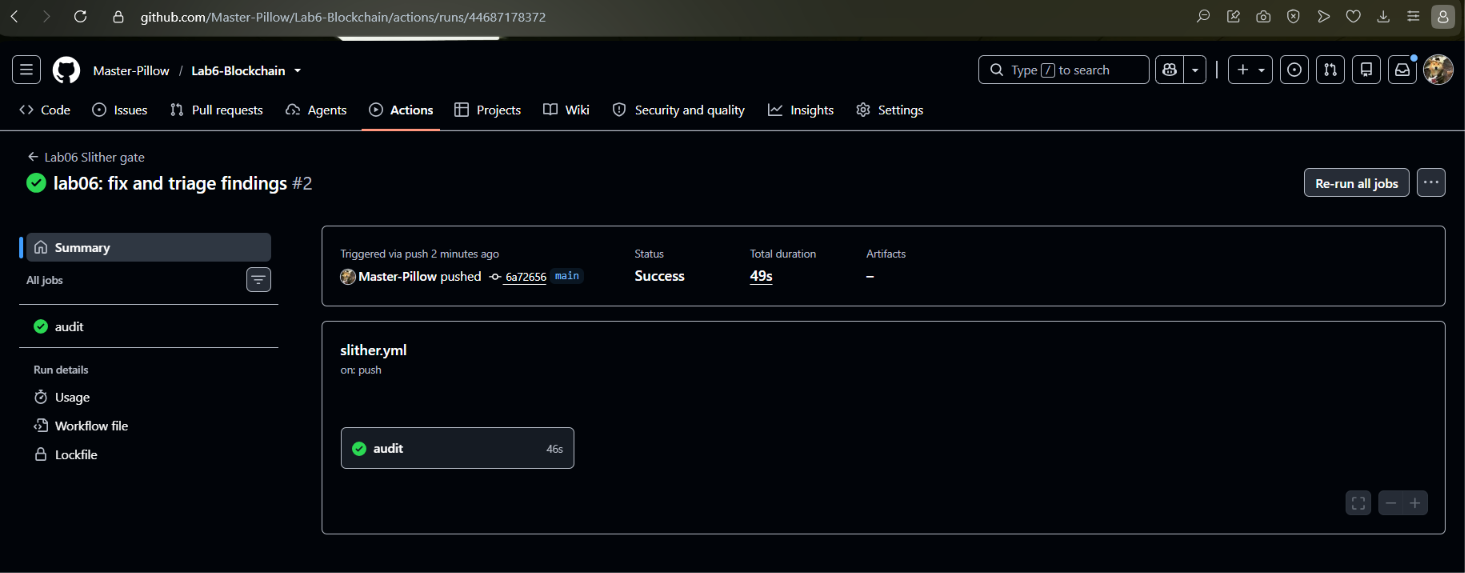 github.com/Master-Pillow/Lab6-Blockchain/actions/runs/44687178372
Master-Pillow / Lab6-Blockchain
Type / to search
Code Issues Pull requests Agents Actions Projects Wiki Security and quality Insights Settings
Lab06 Slither gate
lab06: fix and triage findings #2
Re-run all jobs
Summary
All jobs
audit
Run details
Usage
Workflow file
Lockfile
Triggered via push 2 minutes ago
Master-Pillow pushed 6a72656 main
Status
Success
Total duration
49s
Artifacts
–
slither.yml
on: push
audit 46s